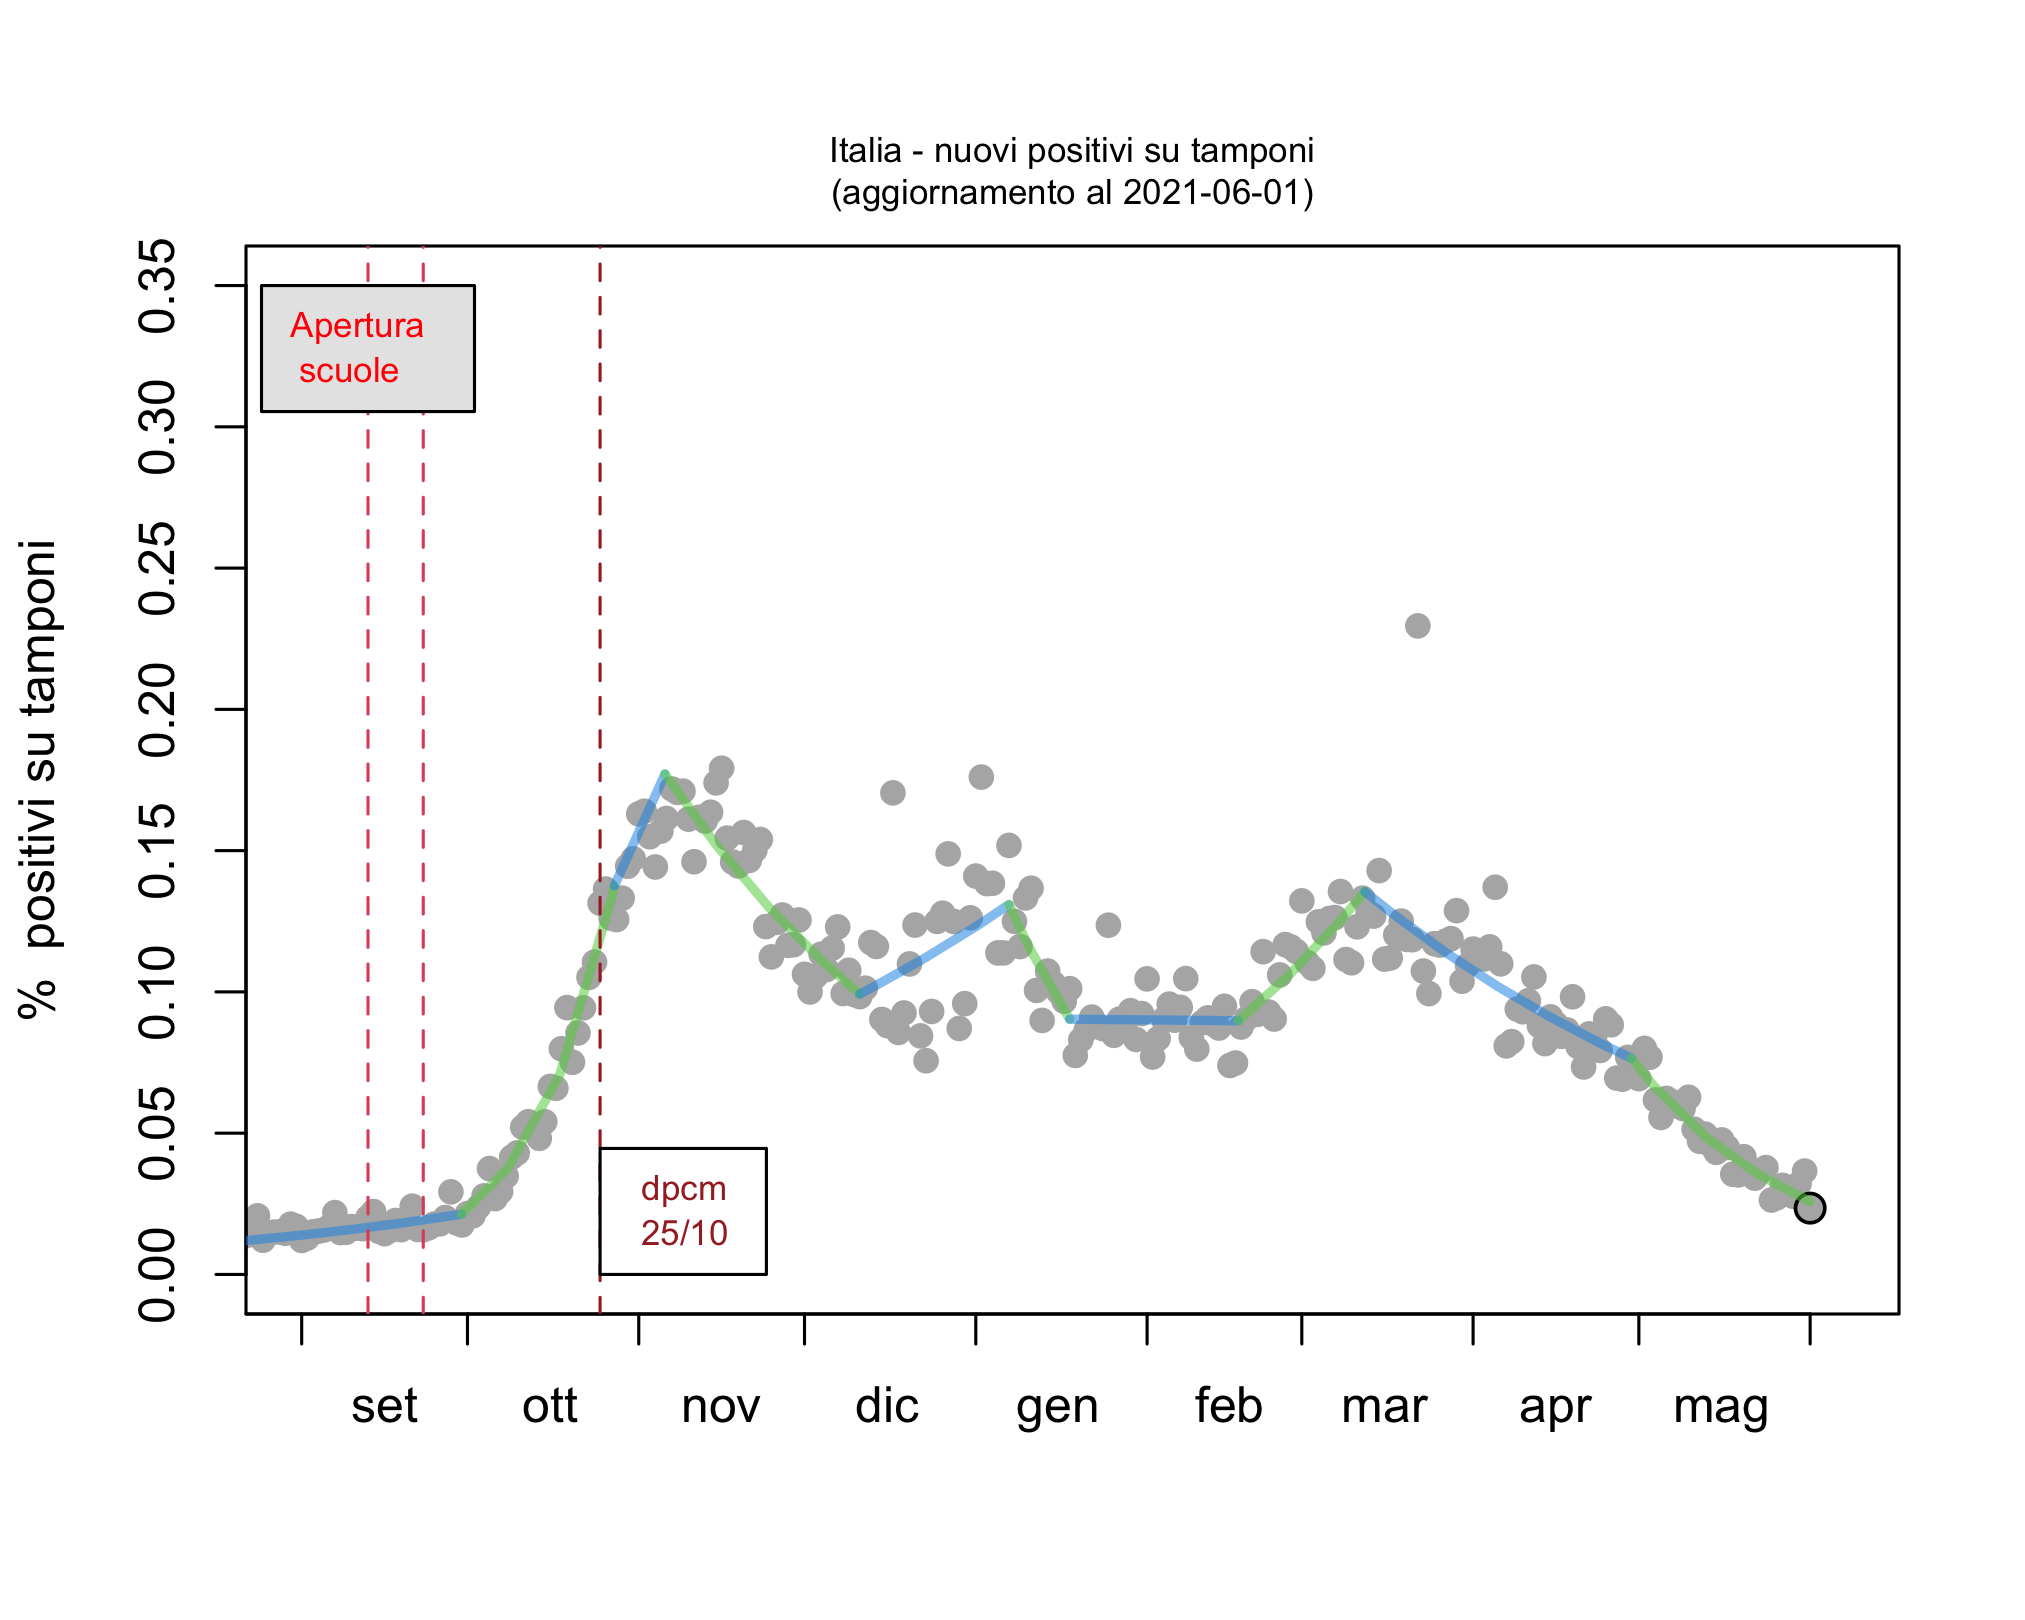 Italia - nuovi positivi su tamponi
(aggiornamento al 2021-06-01)
% positivi su tamponi
0.35
0.30
0.25
0.20
0.15
0.10
0.05
0.00
Apertura
scuole
dpcm
25/10
set ott nov dic gen feb mar apr mag